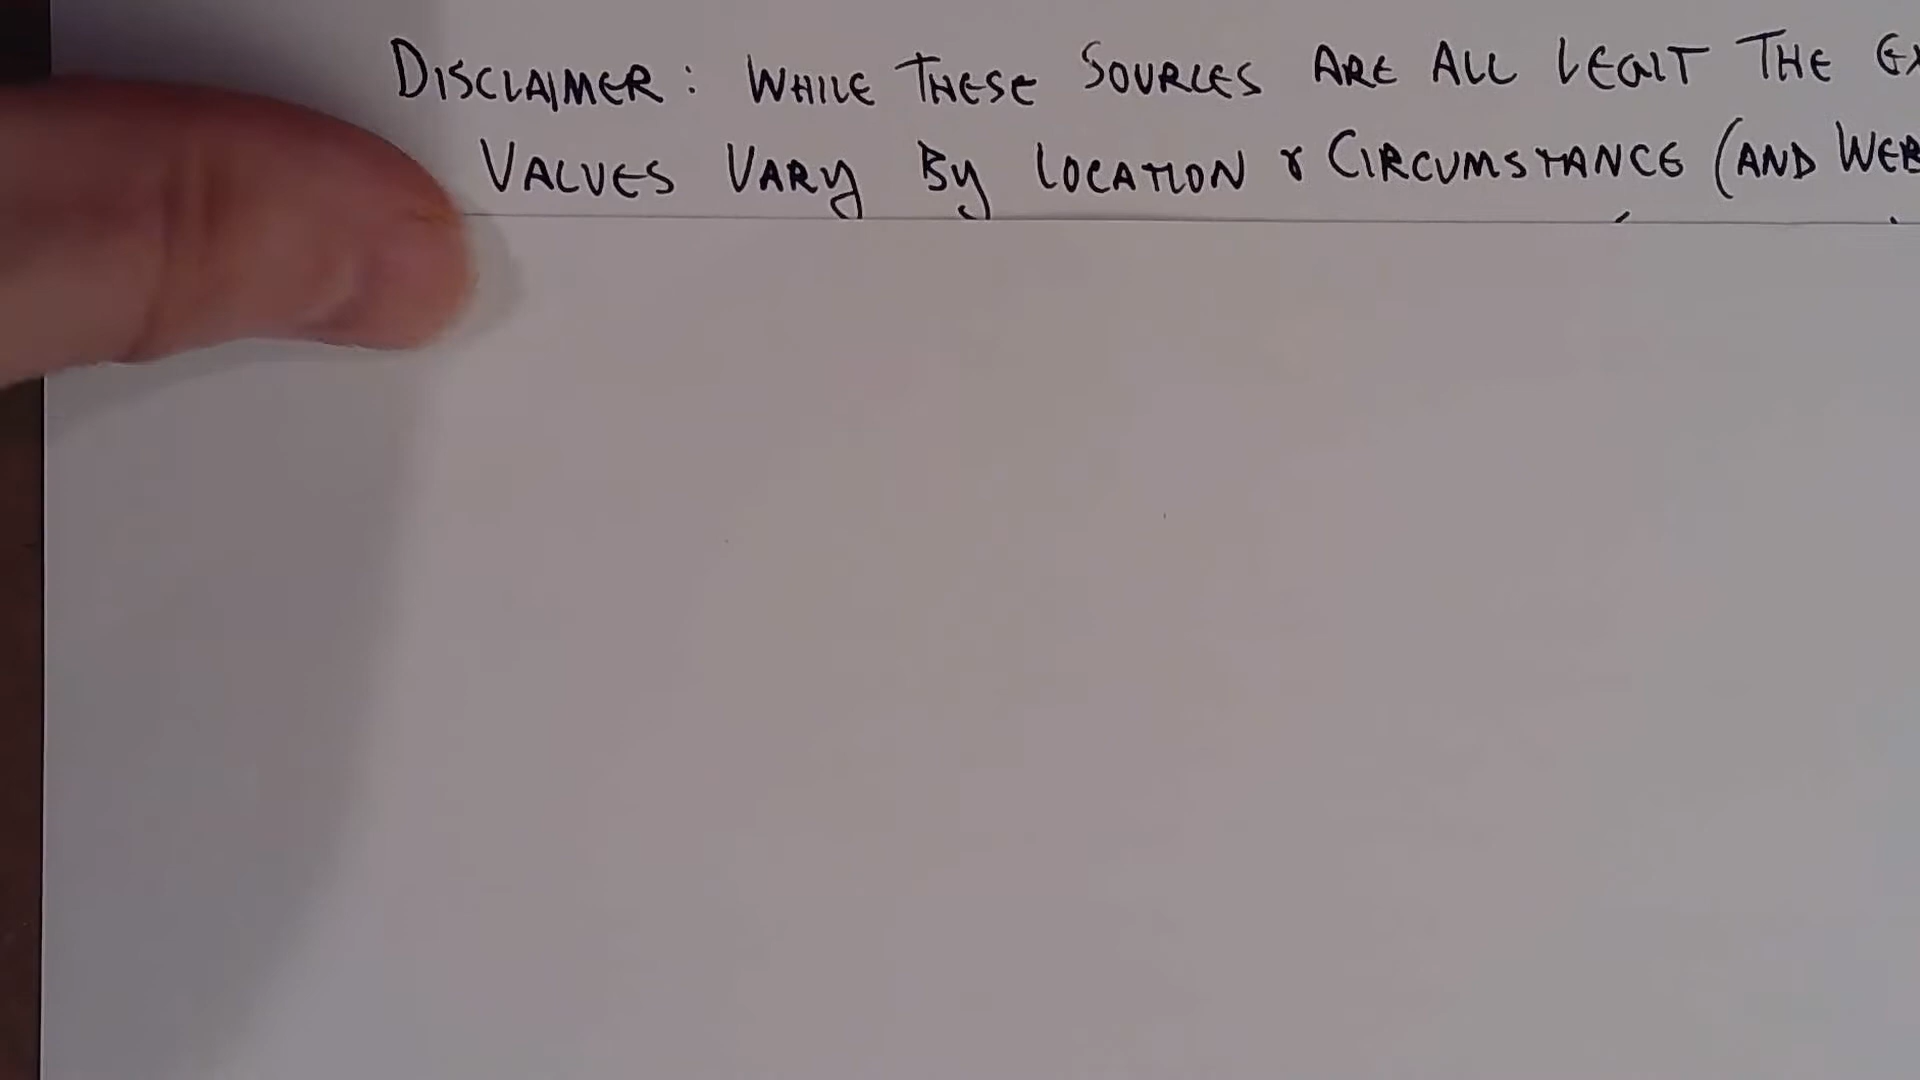 DISCLAIMER: WHILE THESE SOURCES ARE ALL LEGIT THE
VALUES VARY BY LOCATION & CIRCUMSTANCE (AND